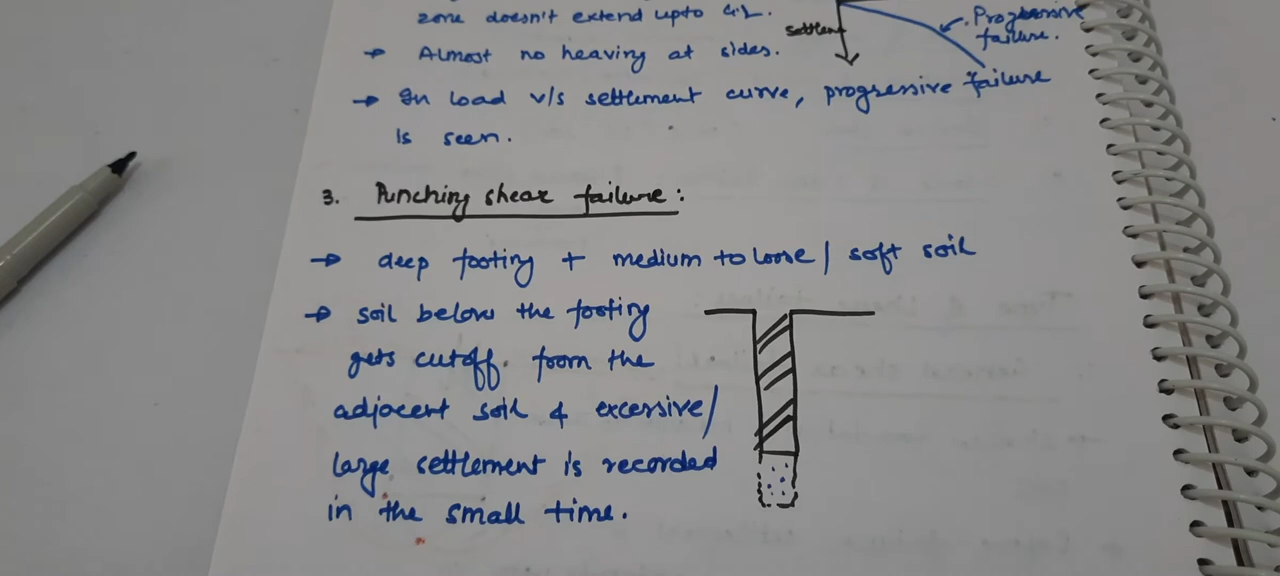 zone doesn't extend upto G.L.
settlem
Progressive
failure.
→ Almost no heaving at sides.
→ In load v/s settlement curve, progressive failure
is seen.
3. Punching shear failure:
→ deep footing + medium to loose / soft soil
→ soil below the footing
gets cutoff. from the
adjacent soil & excessive/
large settlement is recorded
in the small time.